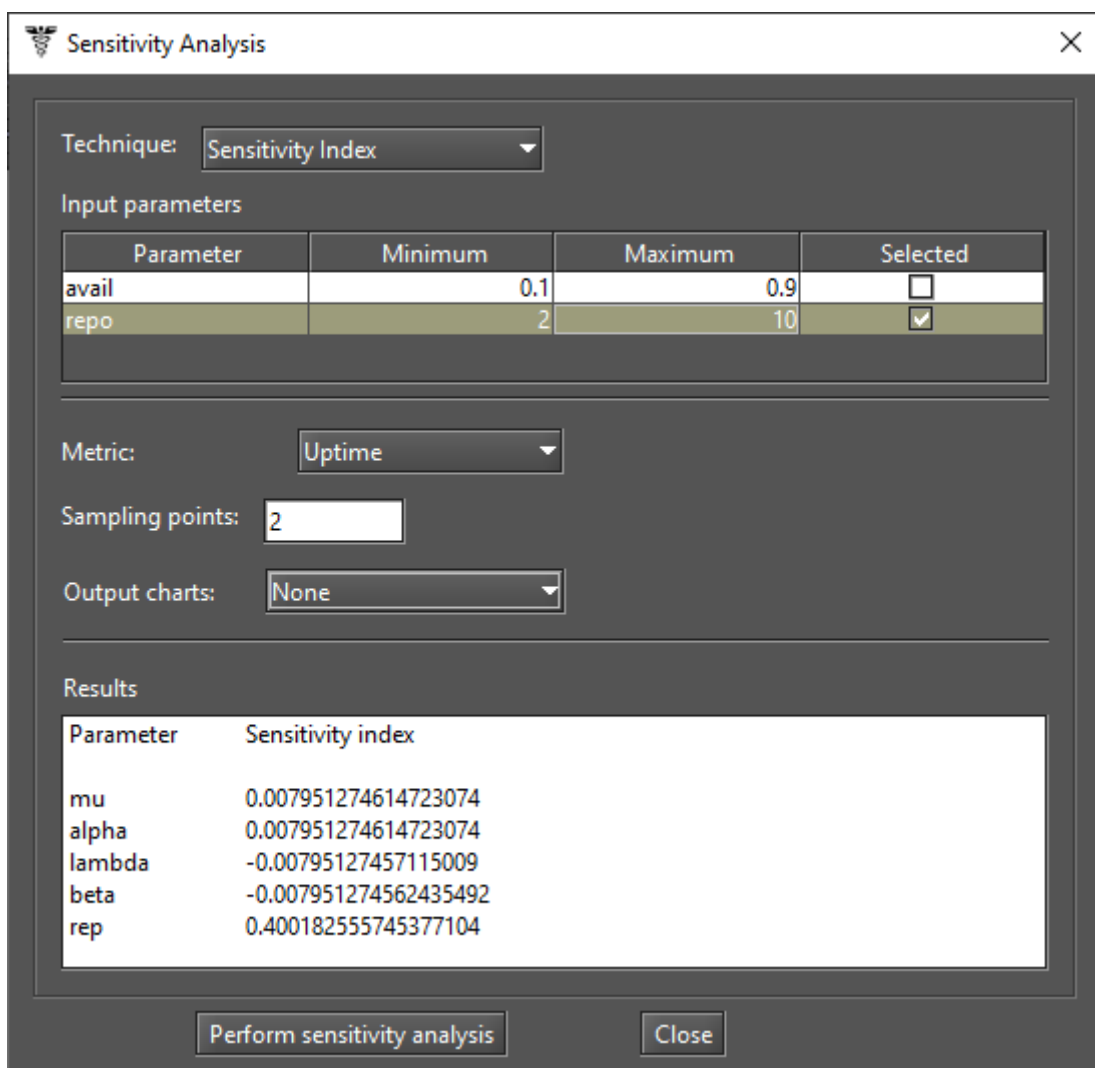 Sensitivity Analysis
Technique: Sensitivity Index
Input parameters
Parameter Minimum Maximum Selected
avail 0.1 0.9
repo 2 10
Metric: Uptime
Sampling points: 2
Output charts: None
Results
Parameter Sensitivity index
mu 0.007951274614723074
alpha 0.007951274614723074
lambda -0.00795127457115009
beta -0.007951274562435492
rep 0.400182555745377104
Perform sensitivity analysis Close